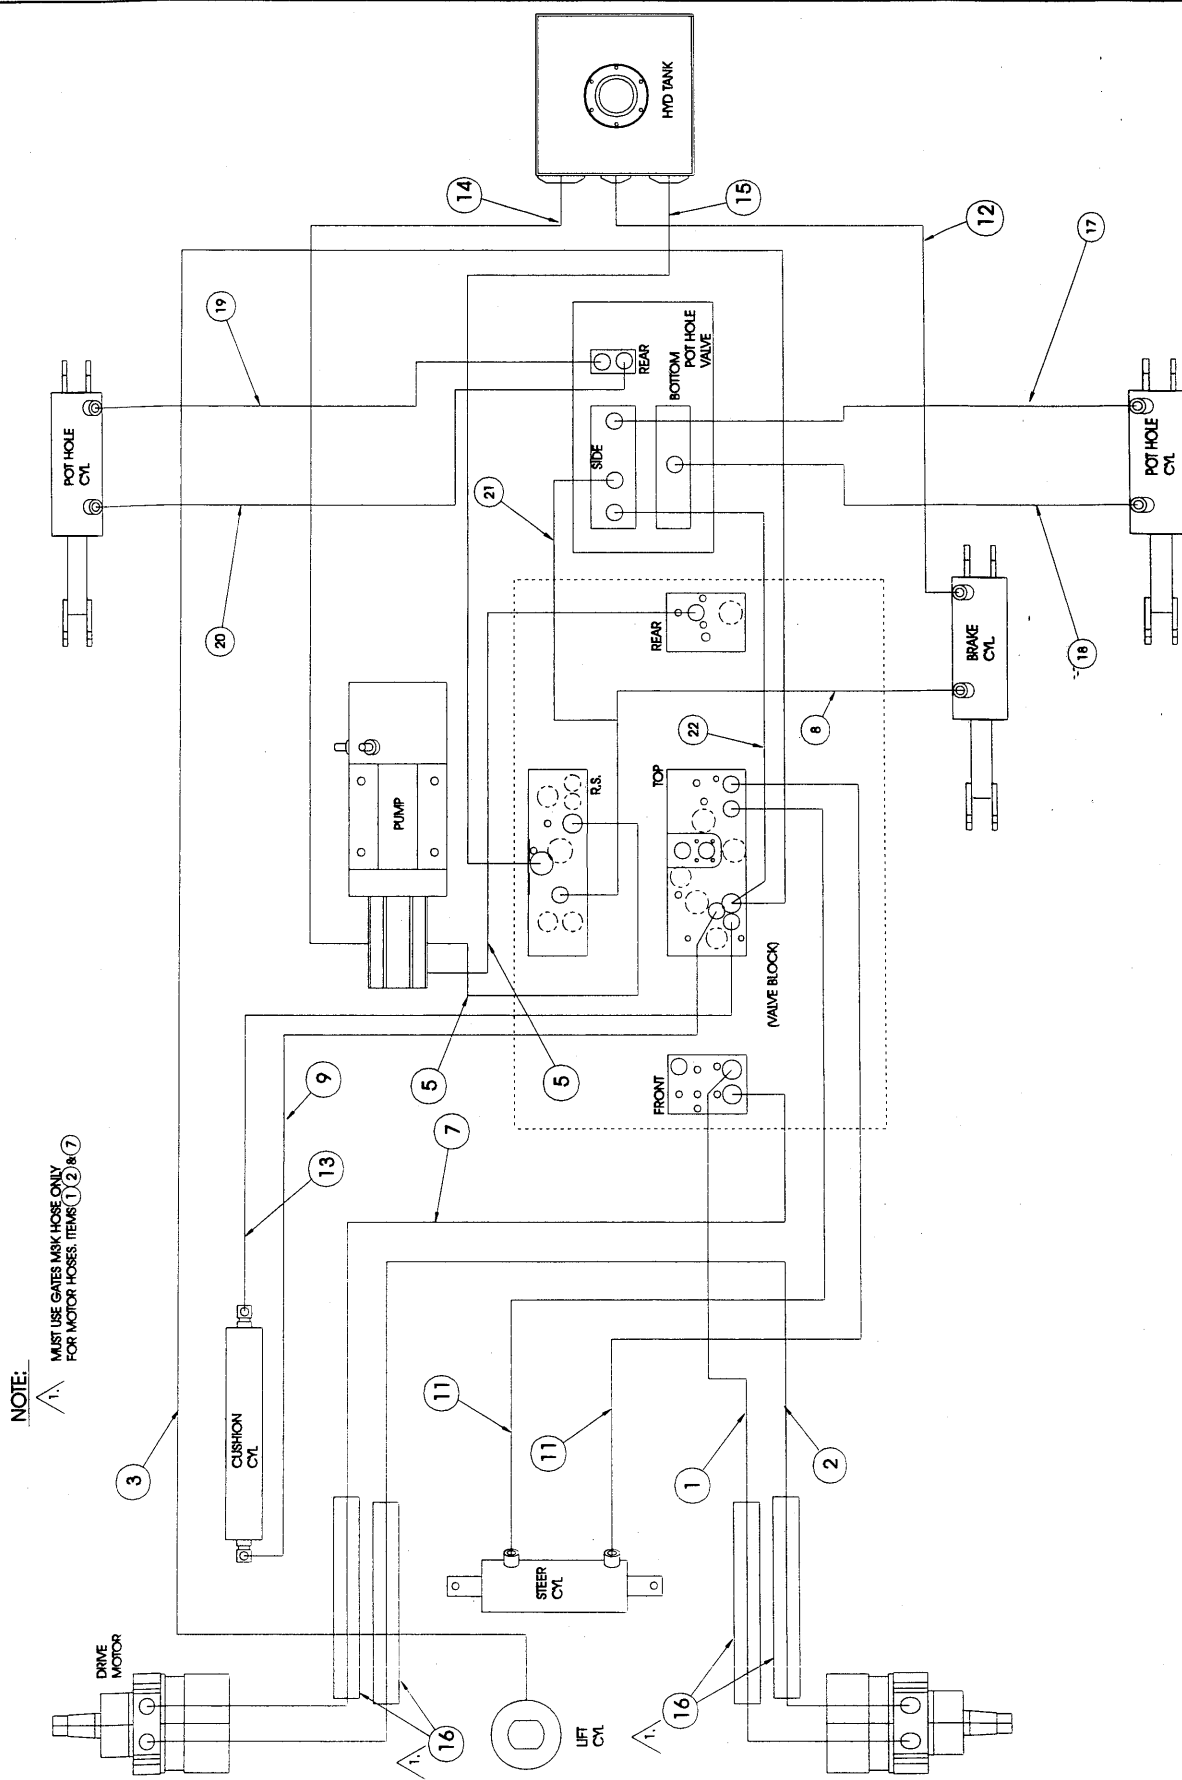 NOTE:
1.
MUST USE GATES M3K HOSE ONLY
FOR MOTOR HOSES. ITEMS 1 2 & 7
3
13
9
20
19
POT HOLE
CYL
CUSHION
CYL
DRIVE
MOTOR
7
5
5
PUMP
14
HYD TANK
15
12
17
18
21
REAR
SIDE
BOTTOM
POT HOLE
VALVE
REAR
R.S.
TOP
22
8
FRONT
(VALVE BLOCK)
BRAKE
CYL
POT HOLE
CYL
11
11
STEER
CYL
1
2
16
1.
LIFT
CYL
16
1.